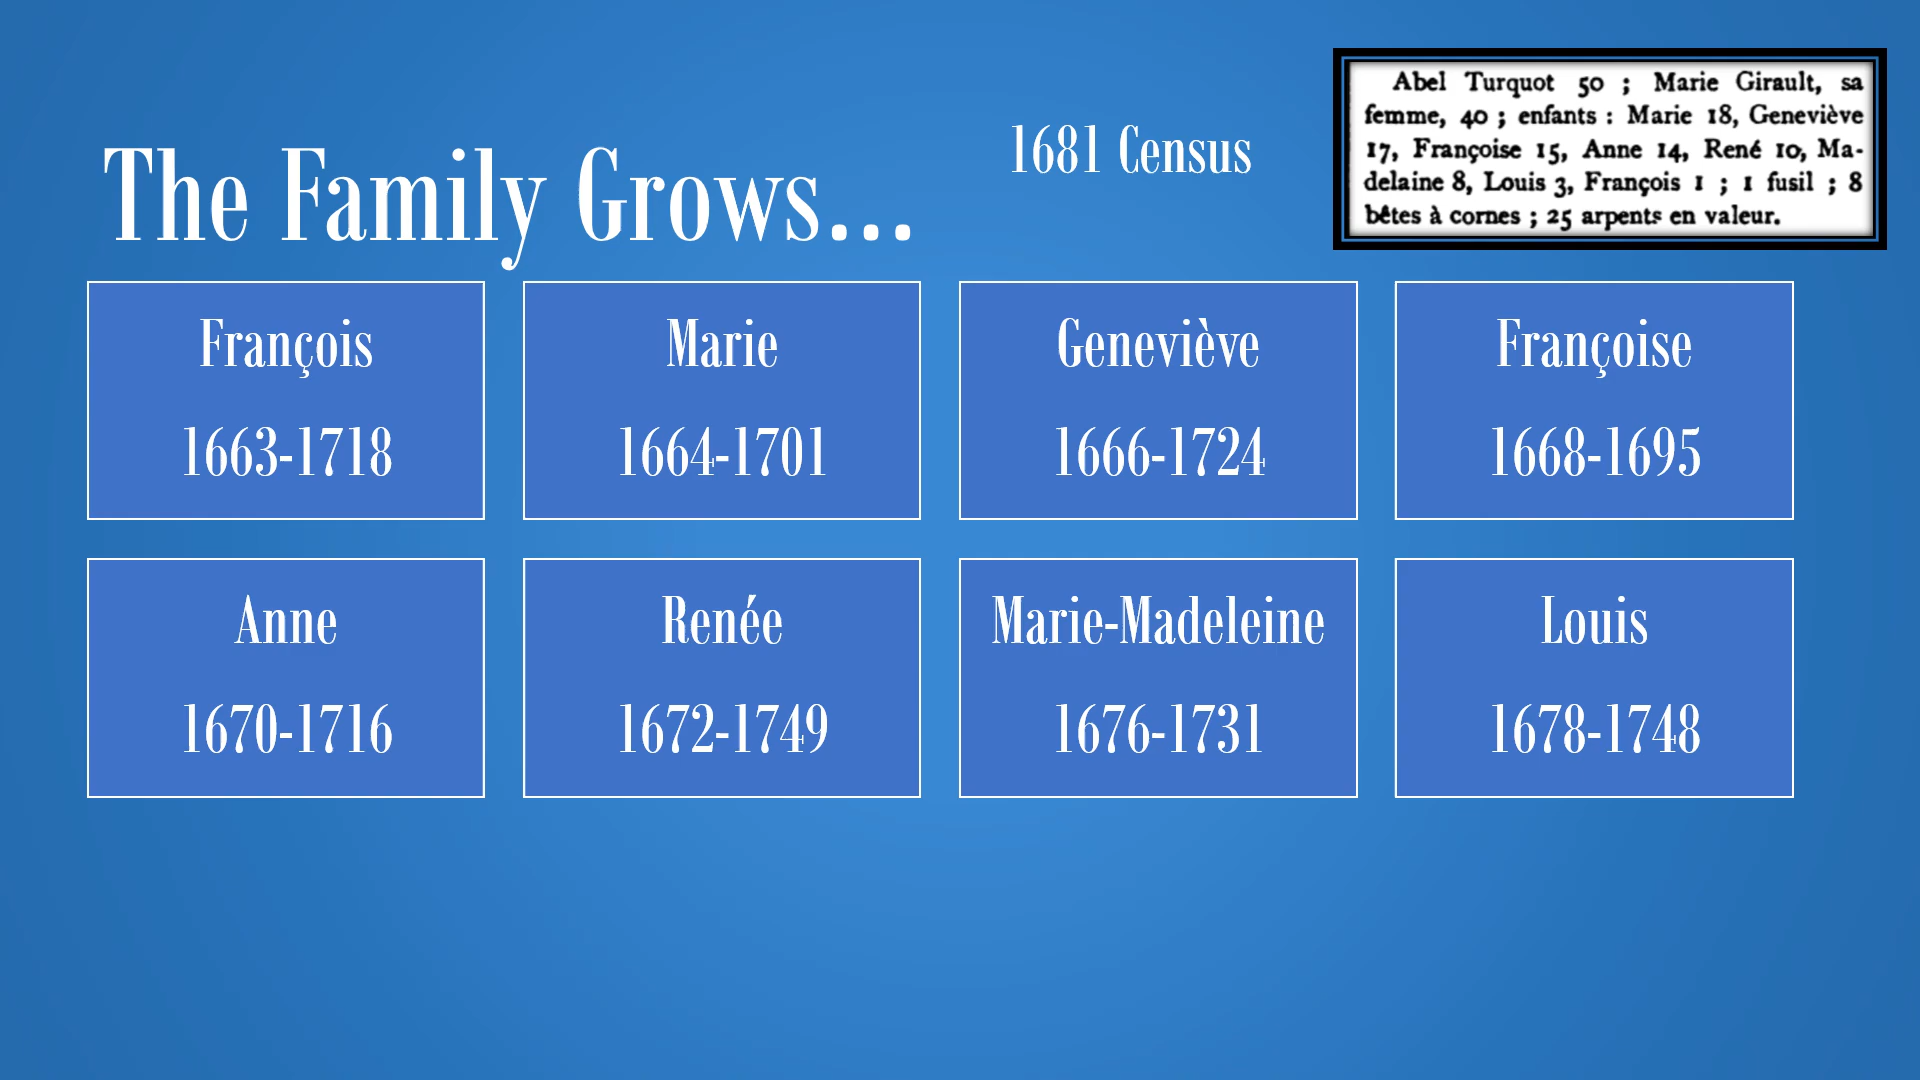 The Family Grows...
1681 Census
Abel Turquot 50 ; Marie Girault, sa
femme, 40 ; enfants : Marie 18, Geneviève
17, Françoise 15, Anne 14, René 10, Ma-
delaine 8, Louis 3, François 1 ; 1 fusil ; 8
bêtes à cornes ; 25 arpents en valeur.
François
1663-1718
Marie
1664-1701
Geneviève
1666-1724
Françoise
1668-1695
Anne
1670-1716
Renée
1672-1749
Marie-Madeleine
1676-1731
Louis
1678-1748